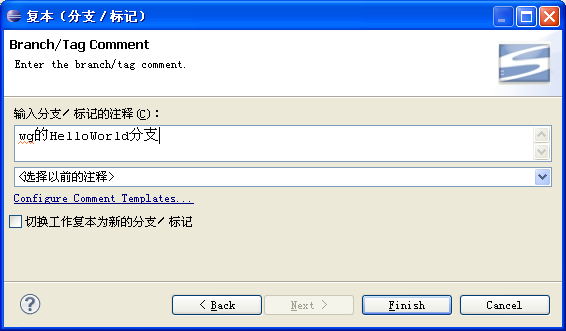 复本（分支／标记）
Branch/Tag Comment
Enter the branch/tag comment.
输入分支／标记的注释(C)：
wg的HelloWorld分支
<选择以前的注释>
Configure Comment Templates...
切换工作复本为新的分支／标记
? < Back Next > Finish Cancel